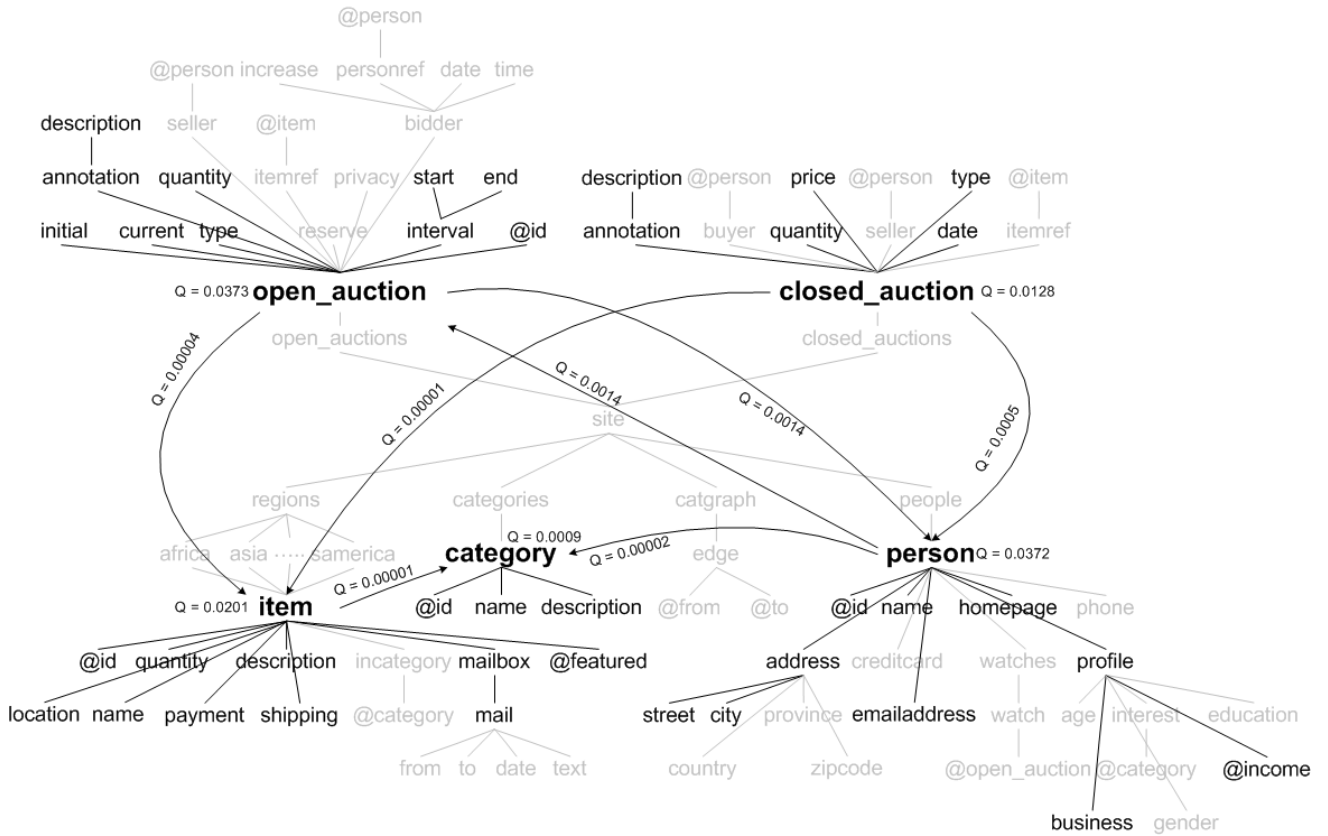 @person
@person increase personref date time
description seller @item bidder
annotation quantity itemref privacy start end description @person price @person type @item
initial current type reserve interval @id annotation buyer quantity seller date itemref
Q = 0.0373 open_auction closed_auction Q = 0.0128
open_auctions closed_auctions
Q = 0.00004 Q = 0.00001 Q = 0.0014 Q = 0.0014 Q = 0.0005
site
regions categories catgraph people
africa asia ..... samerica Q = 0.0009 category Q = 0.00002 edge person Q = 0.0372
Q = 0.00001
Q = 0.0201 item @id name description @from @to @id name homepage phone
@id quantity description incategory mailbox @featured address creditcard watches profile
location name payment shipping @category mail street city province emailaddress watch age interest education
from to date text country zipcode @open_auction @category @income
business gender